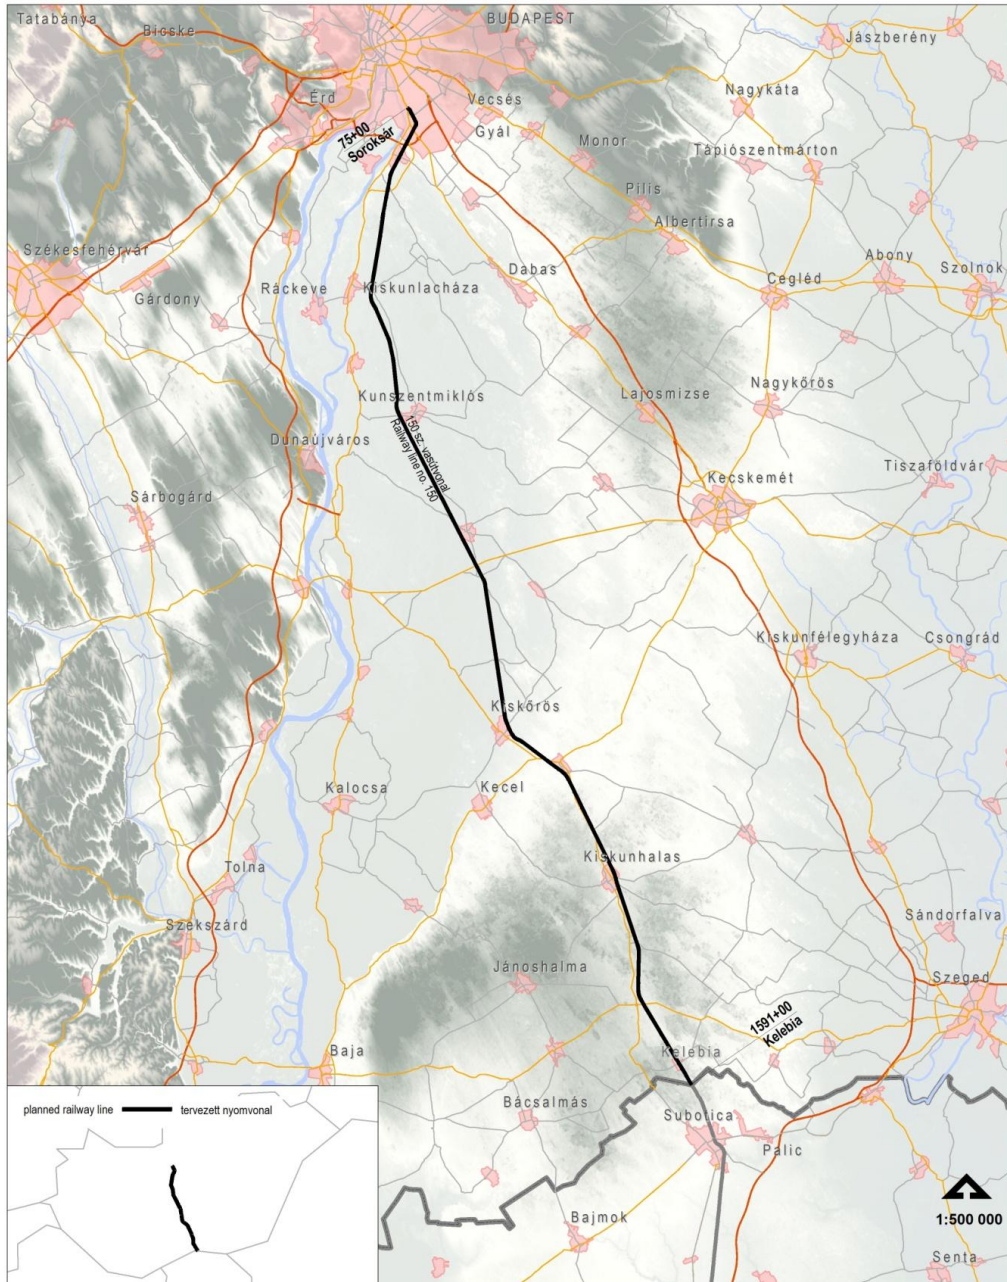 Tatabánya
Bicske
BUDAPEST
Jászberény
Érd
Vecsés
Nagykáta
75+00
Soroksár
Gyál
Monor
Tápiószentmárton
Pilis
Albertirsa
Székesfehérvár
Abony
Szolnok
Dabas
Cegléd
Gárdony
Ráckeve
Kiskunlacháza
Kunszentmiklós
Lajosmizse
Nagykőrös
150 sz. vasútvonal
Railway line no. 150
Dunaújváros
Tiszaföldvár
Kecskemét
Sárbogárd
Kiskunfélegyháza
Csongrád
Kiskőrös
Kalocsa
Kecel
Kiskunhalas
Tolna
Sándorfalva
Szekszárd
Jánoshalma
Szeged
1591+00
Kelebia
Baja
Kelebia
planned railway line
tervezett nyomvonal
Bácsalmás
Subotica
Palic
Bajmok
1:500 000
Senta